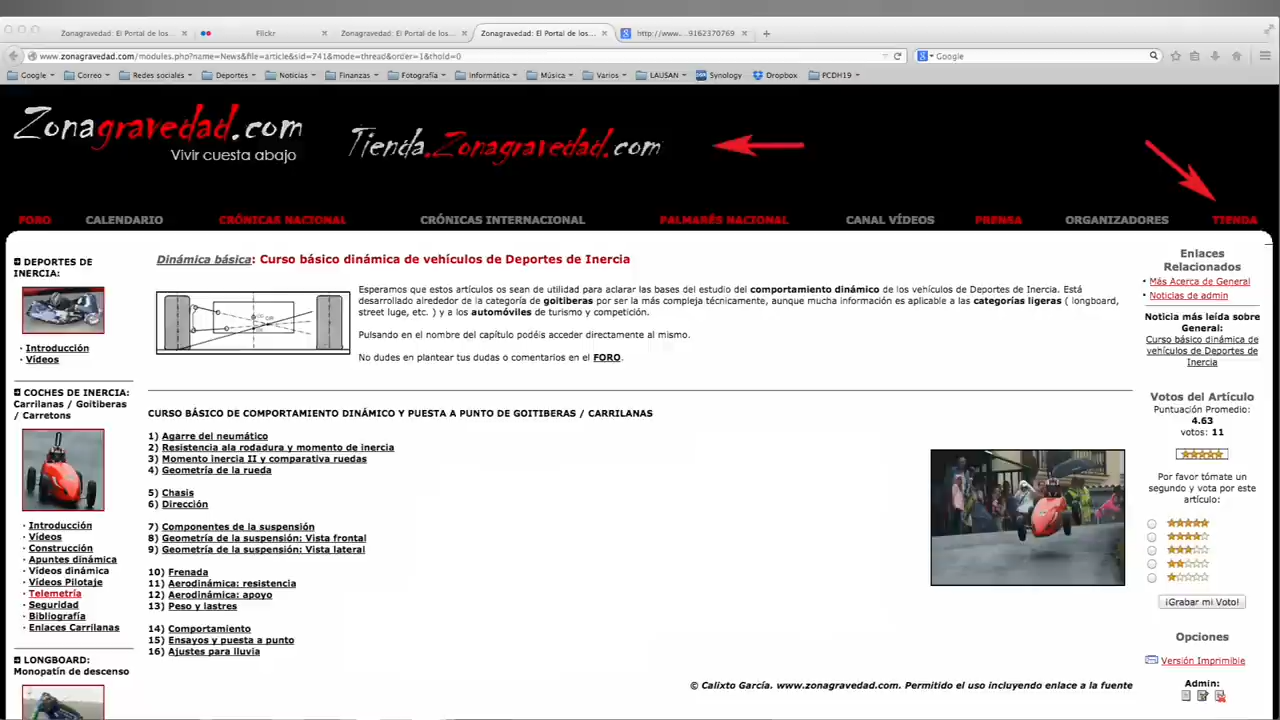 Zonagravedad: El Portal de los...
Flickr
Zonagravedad: El Portal de los...
Zonagravedad: El Portal de los...
http://www...9162370769
www.zonagravedad.com/modules.php?name=News&file=article&sid=741&mode=thread&order=1&thold=0
Google
Google
Correo
Redes sociales
Deportes
Noticias
Finanzas
Fotografía
Informática
Música
Varios
LAUSAN
Synology
Dropbox
PCDH19
Zonagravedad.com
Vivir cuesta abajo
Tienda.Zonagravedad.com
FORO
CALENDARIO
CRÓNICAS NACIONAL
CRÓNICAS INTERNACIONAL
PALMARÉS NACIONAL
CANAL VÍDEOS
PRENSA
ORGANIZADORES
TIENDA
DEPORTES DE
INERCIA:
· Introducción
· Vídeos
COCHES DE INERCIA:
Carrilanas / Goitiberas
/ Carretons
· Introducción
· Vídeos
· Construcción
· Apuntes dinámica
· Vídeos dinámica
· Vídeos Pilotaje
· Telemetría
· Seguridad
· Bibliografía
· Enlaces Carrilanas
LONGBOARD:
Monopatín de descenso
Dinámica básica: Curso básico dinámica de vehículos de Deportes de Inercia
Esperamos que estos artículos os sean de utilidad para aclarar las bases del estudio del comportamiento dinámico de los vehículos de Deportes de Inercia. Está
desarrollado alrededor de la categoría de goitiberas por ser la más compleja técnicamente, aunque mucha información es aplicable a las categorías ligeras ( longboard,
street luge, etc. ) y a los automóviles de turismo y competición.
Pulsando en el nombre del capítulo podéis acceder directamente al mismo.
No dudes en plantear tus dudas o comentarios en el FORO.
CURSO BÁSICO DE COMPORTAMIENTO DINÁMICO Y PUESTA A PUNTO DE GOITIBERAS / CARRILANAS
1) Agarre del neumático
2) Resistencia ala rodadura y momento de inercia
3) Momento inercia II y comparativa ruedas
4) Geometría de la rueda
5) Chasis
6) Dirección
7) Componentes de la suspensión
8) Geometría de la suspensión: Vista frontal
9) Geometría de la suspensión: Vista lateral
10) Frenada
11) Aerodinámica: resistencia
12) Aerodinámica: apoyo
13) Peso y lastres
14) Comportamiento
15) Ensayos y puesta a punto
16) Ajustes para lluvia
© Calixto García. www.zonagravedad.com. Permitido el uso incluyendo enlace a la fuente
Enlaces
Relacionados
· Más Acerca de General
· Noticias de admin
Noticia más leída sobre
General:
Curso básico dinámica de
vehículos de Deportes de
Inercia
Votos del Artículo
Puntuación Promedio:
4.63
votos: 11
Por favor tómate un
segundo y vota por este
artículo:
¡Grabar mi Voto!
Opciones
Versión Imprimible
Admin: